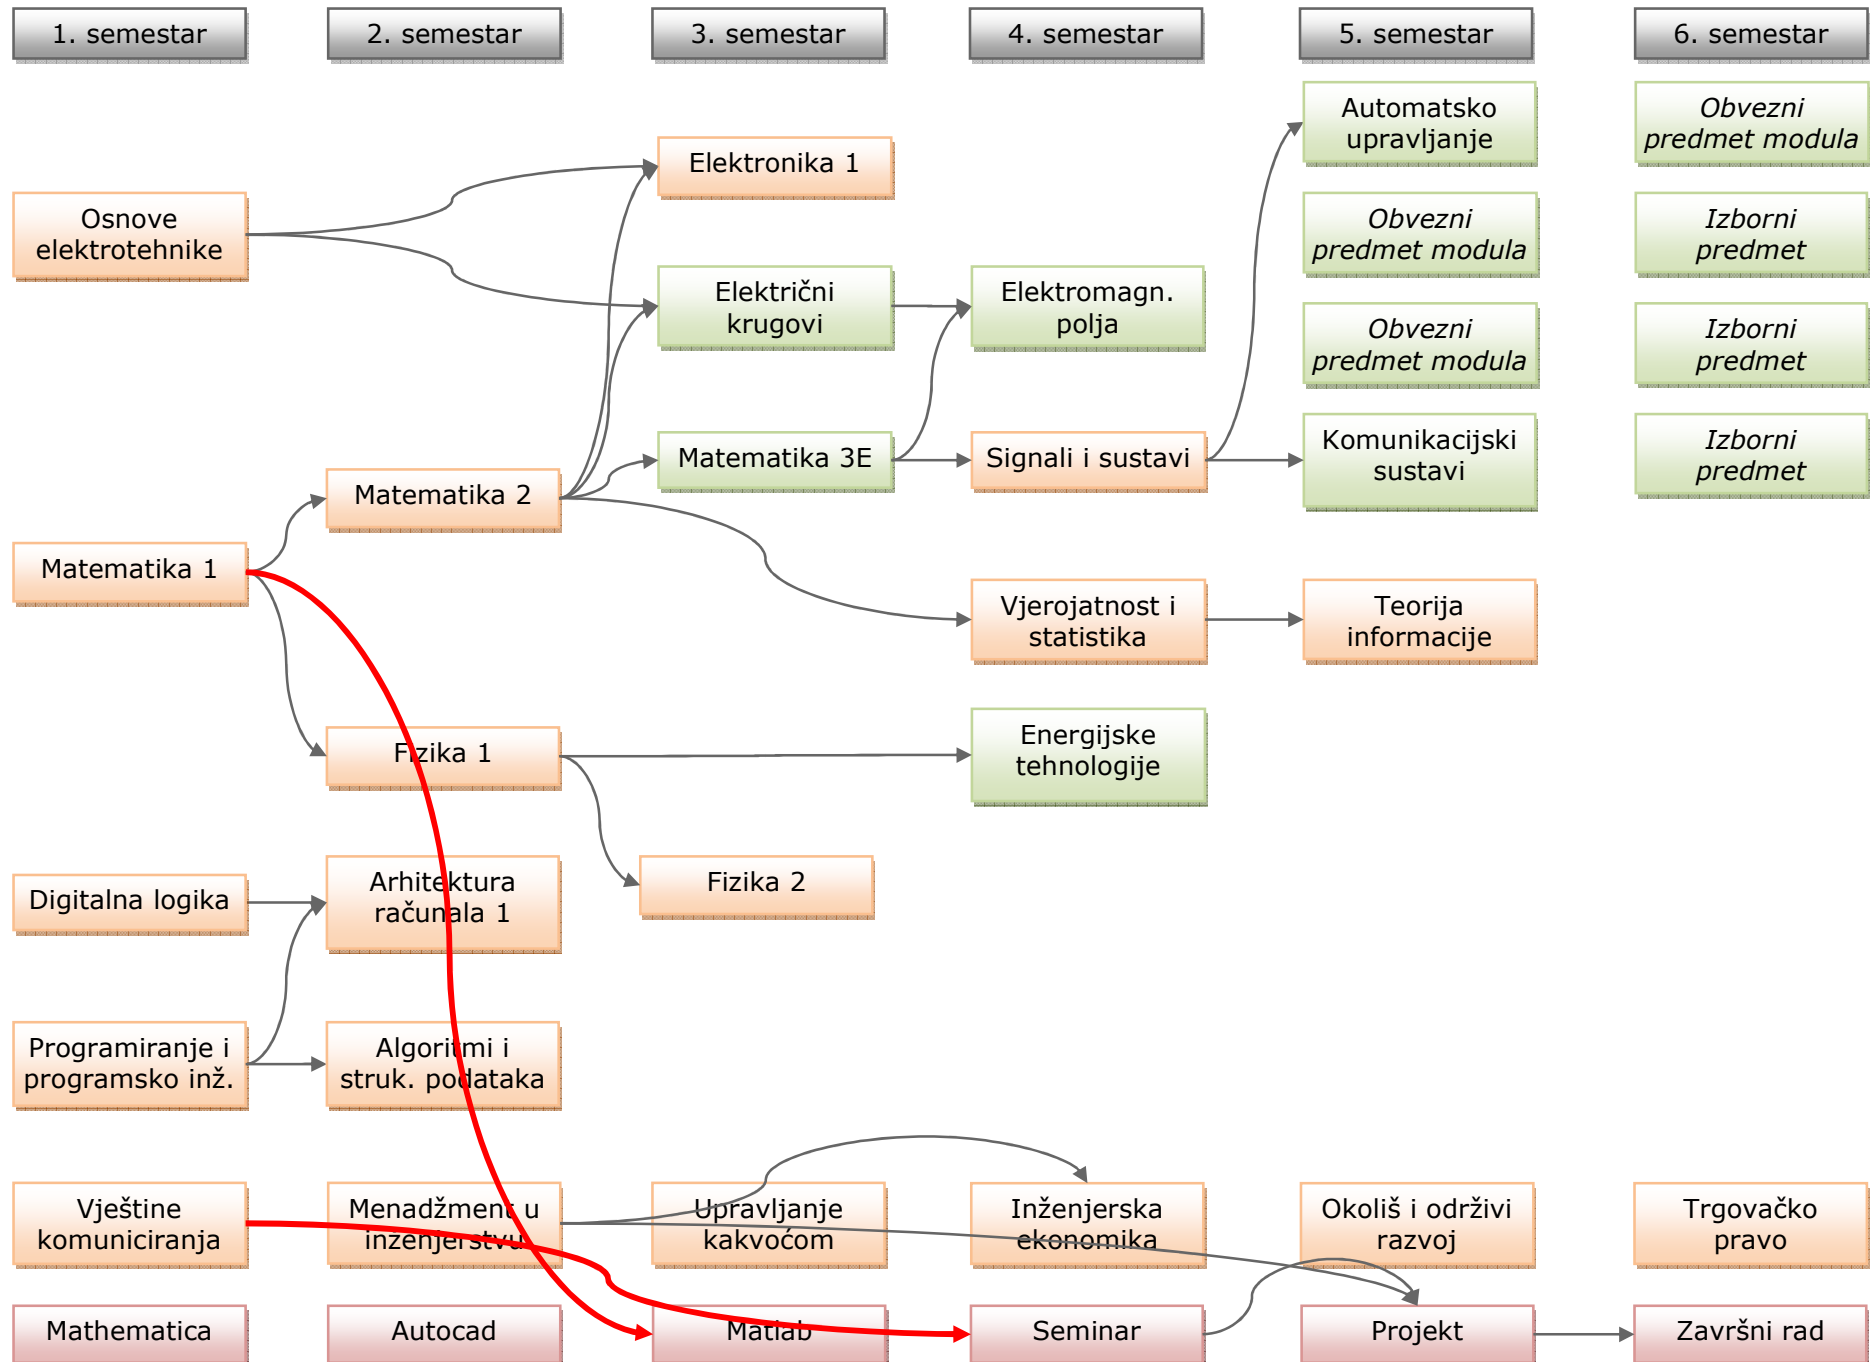 1. semestar
2. semestar
3. semestar
4. semestar
5. semestar
6. semestar
Automatsko
upravljanje
Obvezni
predmet modula
Elektronika 1
Osnove
elektrotehnike
Obvezni
predmet modula
Izborni
predmet
Električni
krugovi
Elektromagn.
polja
Obvezni
predmet modula
Izborni
predmet
Matematika 3E
Signali i sustavi
Komunikacijski
sustavi
Izborni
predmet
Matematika 2
Matematika 1
Vjerojatnost i
statistika
Teorija
informacije
Fizika 1
Energijske
tehnologije
Digitalna logika
Arhitektura
računala 1
Fizika 2
Programiranje i
programsko inž.
Algoritmi i
struk. podataka
Vještine
komuniciranja
Menadžment u
inženjerstvu
Upravljanje
kakvoćom
Inženjerska
ekonomika
Okoliš i održivi
razvoj
Trgovačko
pravo
Mathematica
Autocad
Matlab
Seminar
Projekt
Završni rad